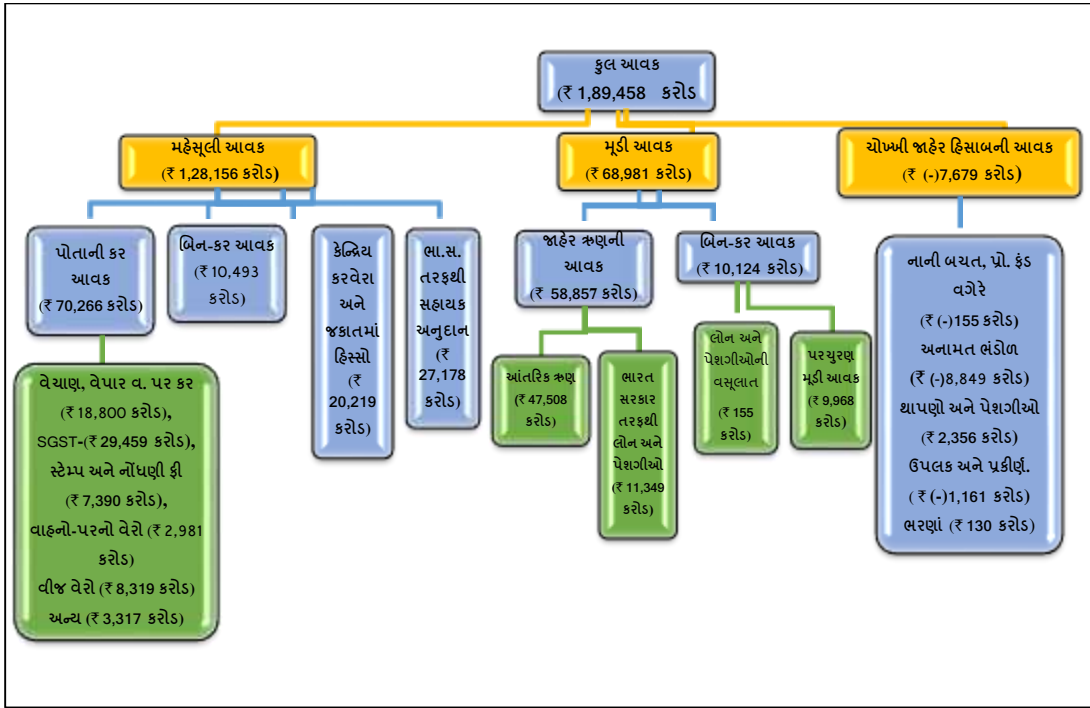 કુલ આવક
(₹ 1,89,458 કરોડ
મહેસૂલી આવક
(₹ 1,28,156 કરોડ)
મૂડી આવક
(₹ 68,981 કરોડ)
ચોખ્ખી જાહેર હિસાબની આવક
(₹ (-)7,679 કરોડ)
પોતાની કર
આવક
(₹ 70,266 કરોડ)
બિન-કર આવક
(₹ 10,493
કરોડ)
કેન્દ્રિય
કરવેરા
અને
જકાતમાં
હિસ્સો
(₹
20,219
કરોડ)
ભા.સ.
તરફથી
સહાયક
અનુદાન
(₹
27,178
કરોડ)
જાહેર ઋણની
આવક
(₹ 58,857 કરોડ)
બિન-કર આવક
(₹ 10,124 કરોડ)
નાની બચત, પ્રો. ફંડ
વગેરે
(₹ (-)155 કરોડ)
અનામત ભંડોળ
(₹ (-)8,849 કરોડ)
થાપણો અને પેશગીઓ
(₹ 2,356 કરોડ)
ઉપલક અને પ્રકીર્ણ.
(₹ (-)1,161 કરોડ)
ભરણાં (₹ 130 કરોડ)
વેચાણ, વેપાર વ. પર કર
(₹ 18,800 કરોડ),
SGST-(₹ 29,459 કરોડ),
સ્ટેમ્પ અને નોંધણી ફી
(₹ 7,390 કરોડ),
વાહનો-પરનો વેરો (₹ 2,981
કરોડ)
વીજ વેરો (₹ 8,319 કરોડ)
અન્ય (₹ 3,317 કરોડ)
આંતરિક ઋણ
(₹ 47,508
કરોડ)
ભારત
સરકાર
તરફથી
લોન અને
પેશગીઓ
(₹ 11,349
કરોડ)
લોન અને
પેશગીઓની
વસૂલાત
(₹ 155
કરોડ)
પરચુરણ
મૂડી આવક
(₹ 9,968
કરોડ)